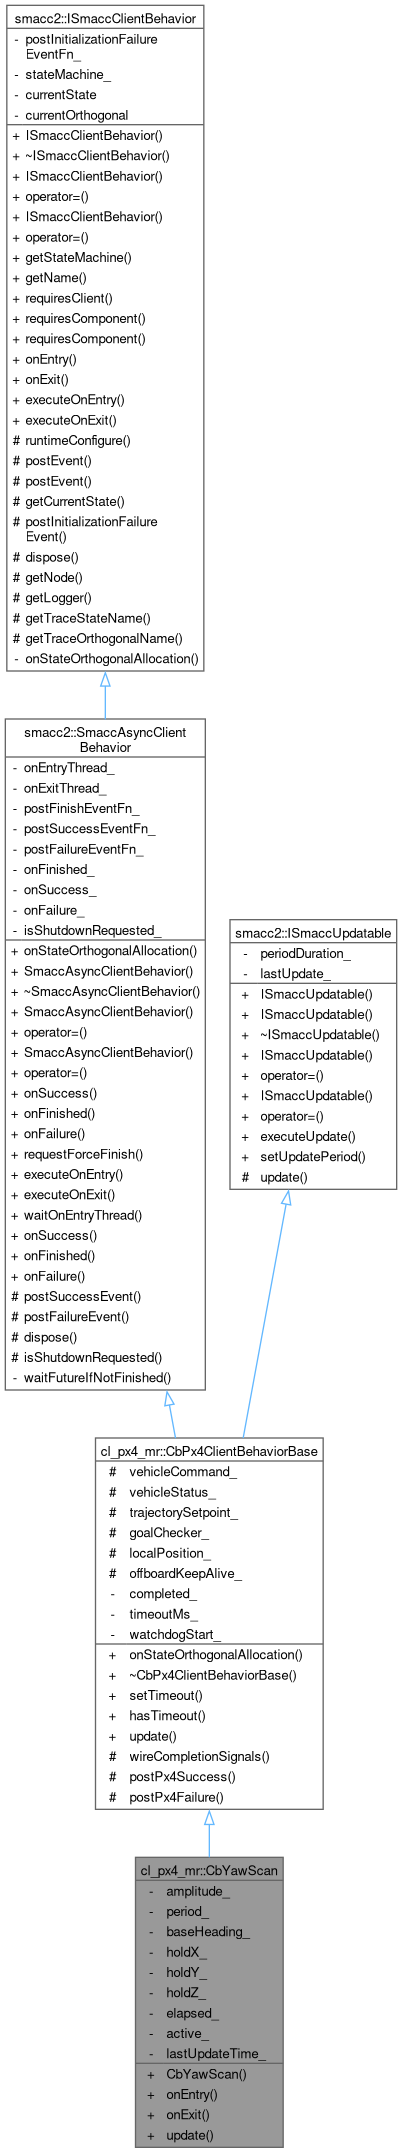 smacc2::ISmaccClientBehavior
- postInitializationFailure
EventFn_
- stateMachine_
- currentState
- currentOrthogonal
+ ISmaccClientBehavior()
+ ~ISmaccClientBehavior()
+ ISmaccClientBehavior()
+ operator=()
+ ISmaccClientBehavior()
+ operator=()
+ getStateMachine()
+ getName()
+ requiresClient()
+ requiresComponent()
+ requiresComponent()
+ onEntry()
+ onExit()
+ executeOnEntry()
+ executeOnExit()
# runtimeConfigure()
# postEvent()
# postEvent()
# getCurrentState()
# postInitializationFailure
Event()
# dispose()
# getNode()
# getLogger()
# getTraceStateName()
# getTraceOrthogonalName()
- onStateOrthogonalAllocation()
smacc2::SmaccAsyncClient
Behavior
- onEntryThread_
- onExitThread_
- postFinishEventFn_
- postSuccessEventFn_
- postFailureEventFn_
- onFinished_
- onSuccess_
- onFailure_
- isShutdownRequested_
+ onStateOrthogonalAllocation()
+ SmaccAsyncClientBehavior()
+ ~SmaccAsyncClientBehavior()
+ SmaccAsyncClientBehavior()
+ operator=()
+ SmaccAsyncClientBehavior()
+ operator=()
+ onSuccess()
+ onFinished()
+ onFailure()
+ requestForceFinish()
+ executeOnEntry()
+ executeOnExit()
+ waitOnEntryThread()
+ onSuccess()
+ onFinished()
+ onFailure()
# postSuccessEvent()
# postFailureEvent()
# dispose()
# isShutdownRequested()
- waitFutureIfNotFinished()
smacc2::ISmaccUpdatable
- periodDuration_
- lastUpdate_
+ ISmaccUpdatable()
+ ISmaccUpdatable()
+ ~ISmaccUpdatable()
+ ISmaccUpdatable()
+ operator=()
+ ISmaccUpdatable()
+ operator=()
+ executeUpdate()
+ setUpdatePeriod()
# update()
cl_px4_mr::CbPx4ClientBehaviorBase
# vehicleCommand_
# vehicleStatus_
# trajectorySetpoint_
# goalChecker_
# localPosition_
# offboardKeepAlive_
- completed_
- timeoutMs_
- watchdogStart_
+ onStateOrthogonalAllocation()
+ ~CbPx4ClientBehaviorBase()
+ setTimeout()
+ hasTimeout()
+ update()
# wireCompletionSignals()
# postPx4Success()
# postPx4Failure()
cl_px4_mr::CbYawScan
- amplitude_
- period_
- baseHeading_
- holdX_
- holdY_
- holdZ_
- elapsed_
- active_
- lastUpdateTime_
+ CbYawScan()
+ onEntry()
+ onExit()
+ update()